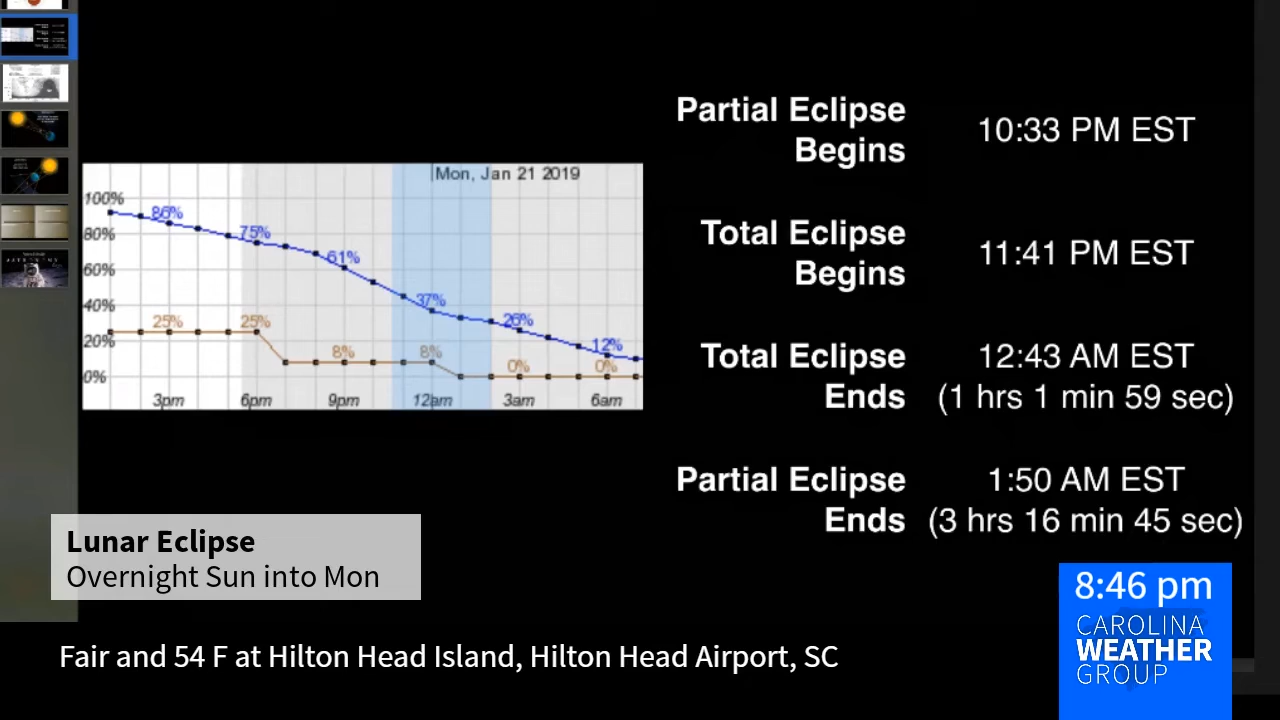 Mon, Jan 21 2019
100%
80%
60%
40%
20%
0%
86%
75%
61%
37%
26%
12%
25%
25%
8%
8%
0%
0%
3pm
6pm
9pm
12am
3am
6am
Partial Eclipse
Begins
10:33 PM EST
Total Eclipse
Begins
11:41 PM EST
Total Eclipse
Ends
12:43 AM EST
(1 hrs 1 min 59 sec)
Partial Eclipse
Ends
1:50 AM EST
(3 hrs 16 min 45 sec)
Lunar Eclipse
Overnight Sun into Mon
8:46 pm
CAROLINA
WEATHER
GROUP
Fair and 54 F at Hilton Head Island, Hilton Head Airport, SC